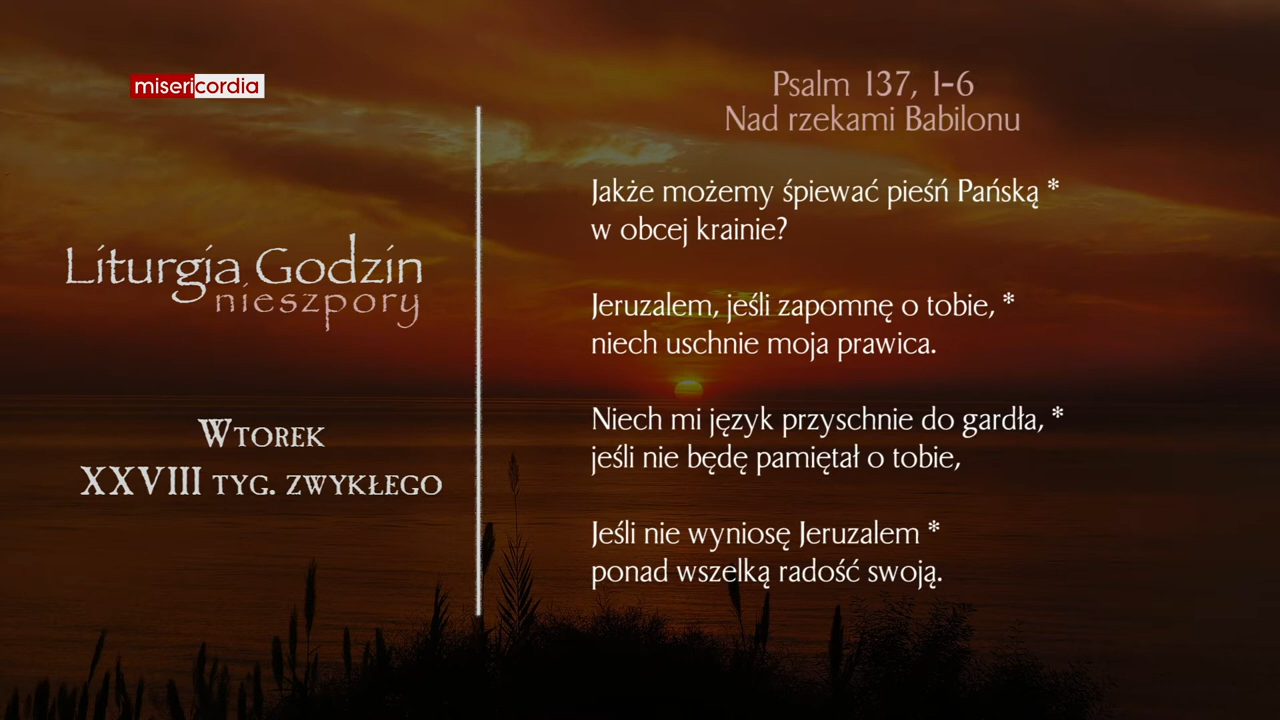 misericordia
Liturgia Godzin
nieszpory
Wtorek
XXVIII tyg. zwykłego
Psalm 137, 1-6
Nad rzekami Babilonu
Jakże możemy śpiewać pieśń Pańską *
w obcej krainie?
Jeruzalem, jeśli zapomnę o tobie, *
niech uschnie moja prawica.
Niech mi język przyschnie do gardła, *
jeśli nie będę pamiętał o tobie,
Jeśli nie wyniosę Jeruzalem *
ponad wszelką radość swoją.